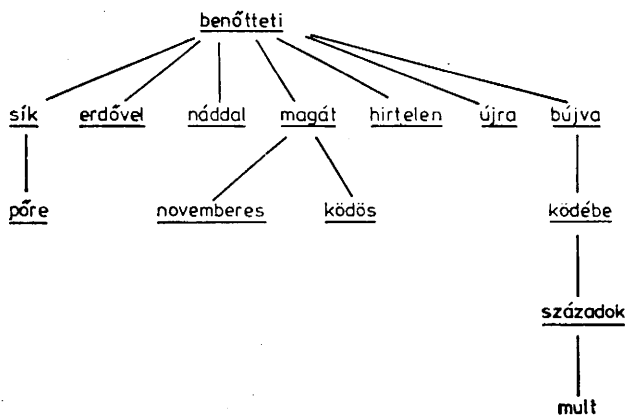 benőtteti
sík erdővel náddal magát hirtelen újra bújva
pőre novemberes ködös ködébe
századok
mult